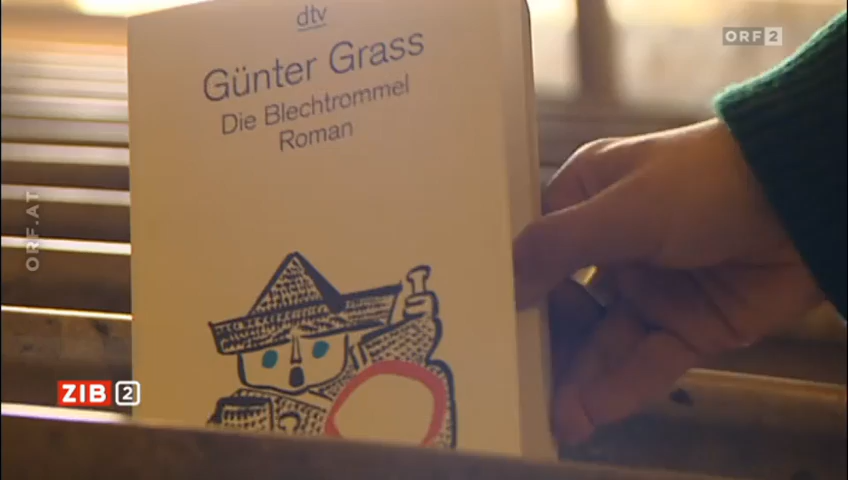 dtv
ORF 2
Günter Grass
Die Blechtrommel
Roman
ORF.AT
ZIB 2